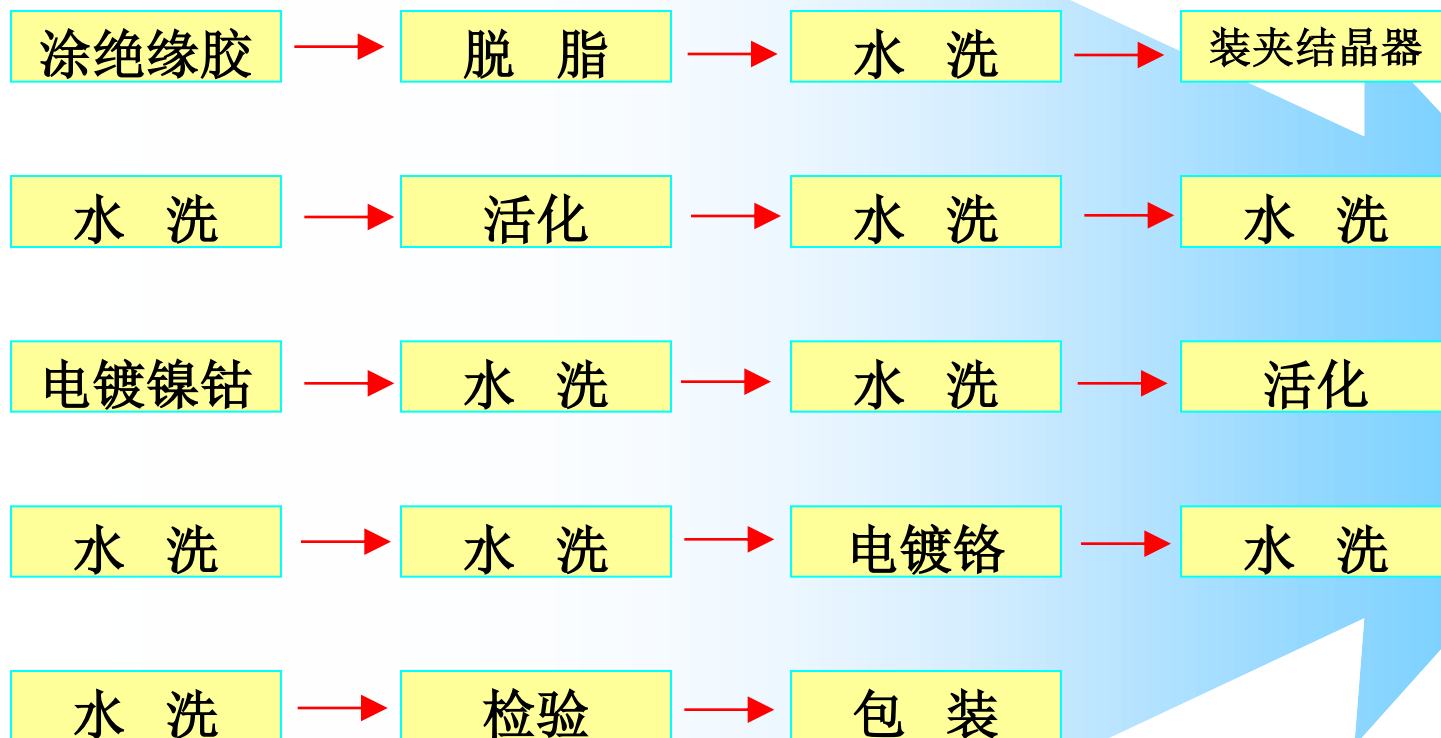 涂绝缘胶 脱 脂 水 洗 装夹结晶器
水 洗 活化 水 洗 水 洗
电镀镍钴 水 洗 水 洗 活化
水 洗 水 洗 电镀铬 水 洗
水 洗 检验 包 装